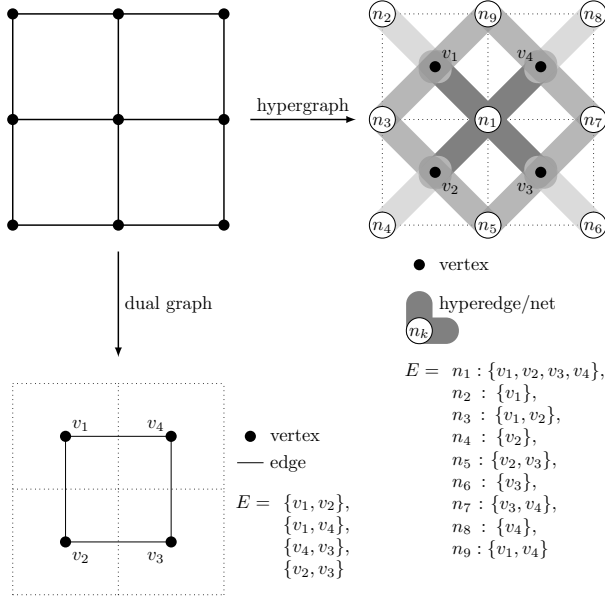 n2 n9 n8
v1 v4
hypergraph
n3 n1 n7
v2 v3
n4 n5 n6
vertex
dual graph
hyperedge/net
nk
E = n1 : {v1, v2, v3, v4},
n2 : {v1},
n3 : {v1, v2},
n4 : {v2},
n5 : {v2, v3},
n6 : {v3},
n7 : {v3, v4},
n8 : {v4},
n9 : {v1, v4}
v1 v4
v2 v3
vertex
edge
E = {v1, v2},
{v1, v4},
{v4, v3},
{v2, v3}